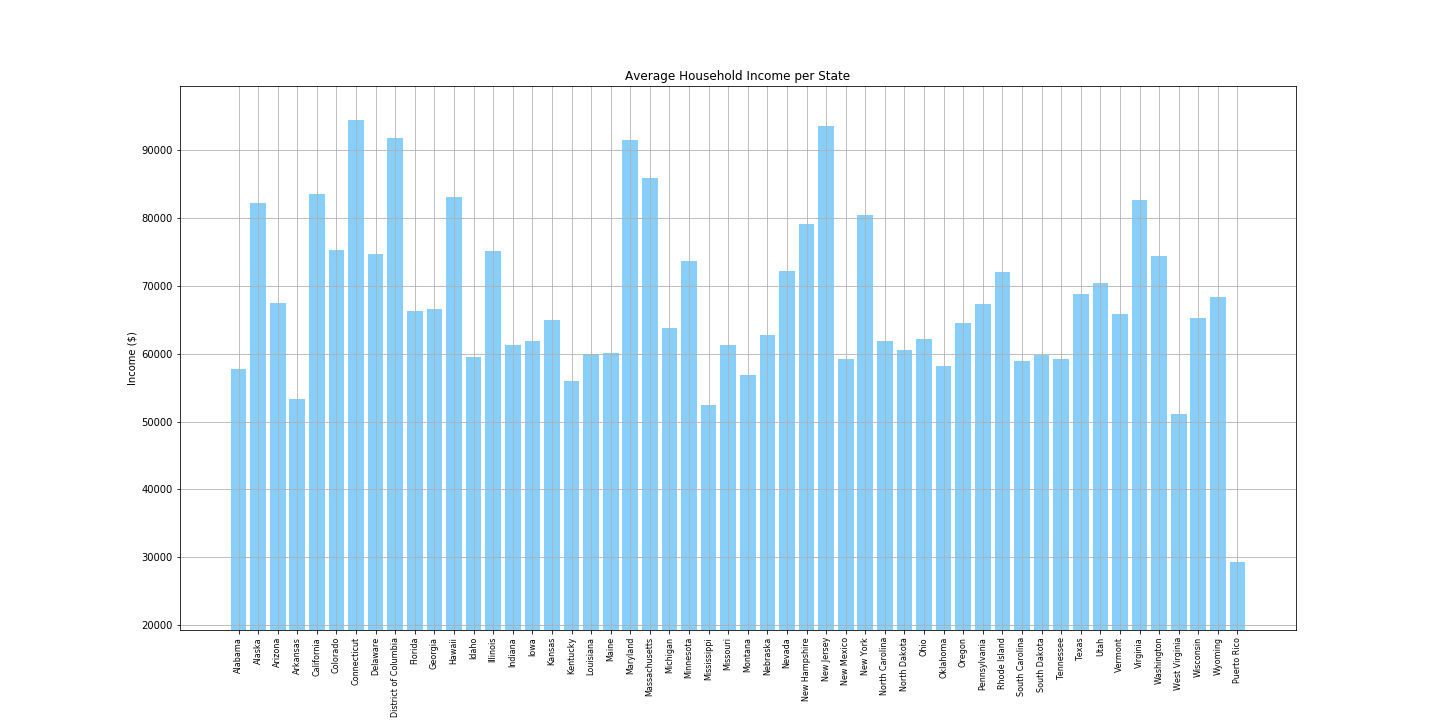 Average Household Income per State
Income ($)
90000
80000
70000
60000
50000
40000
30000
20000
Alabama
Alaska
Arizona
Arkansas
California
Colorado
Connecticut
Delaware
District of Columbia
Florida
Georgia
Hawaii
Idaho
Illinois
Indiana
Iowa
Kansas
Kentucky
Louisiana
Maine
Maryland
Massachusetts
Michigan
Minnesota
Mississippi
Missouri
Montana
Nebraska
Nevada
New Hampshire
New Jersey
New Mexico
New York
North Carolina
North Dakota
Ohio
Oklahoma
Oregon
Pennsylvania
Rhode Island
South Carolina
South Dakota
Tennessee
Texas
Utah
Vermont
Virginia
Washington
West Virginia
Wisconsin
Wyoming
Puerto Rico